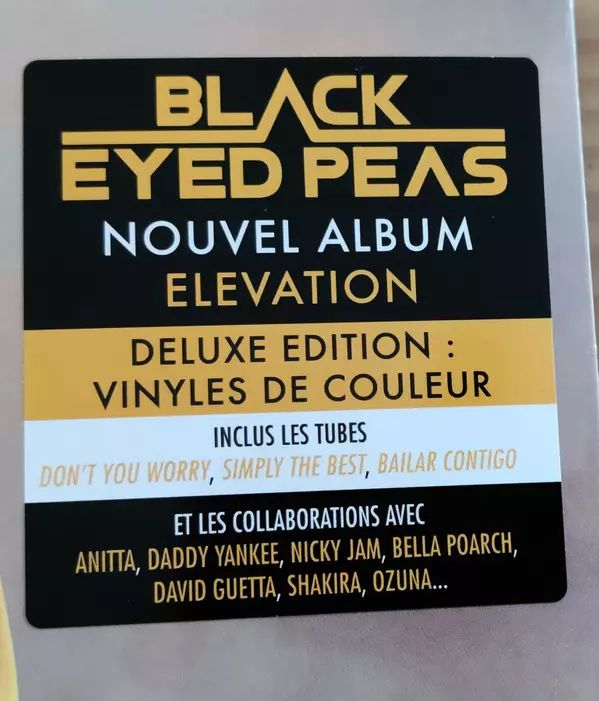 BLACK
EYED PEAS
NOUVEL ALBUM
ELEVATION
DELUXE EDITION :
VINYLES DE COULEUR
INCLUS LES TUBES
DON'T YOU WORRY, SIMPLY THE BEST, BAILAR CONTIGO
ET LES COLLABORATIONS AVEC
ANITTA, DADDY YANKEE, NICKY JAM, BELLA POARCH,
DAVID GUETTA, SHAKIRA, OZUNA...